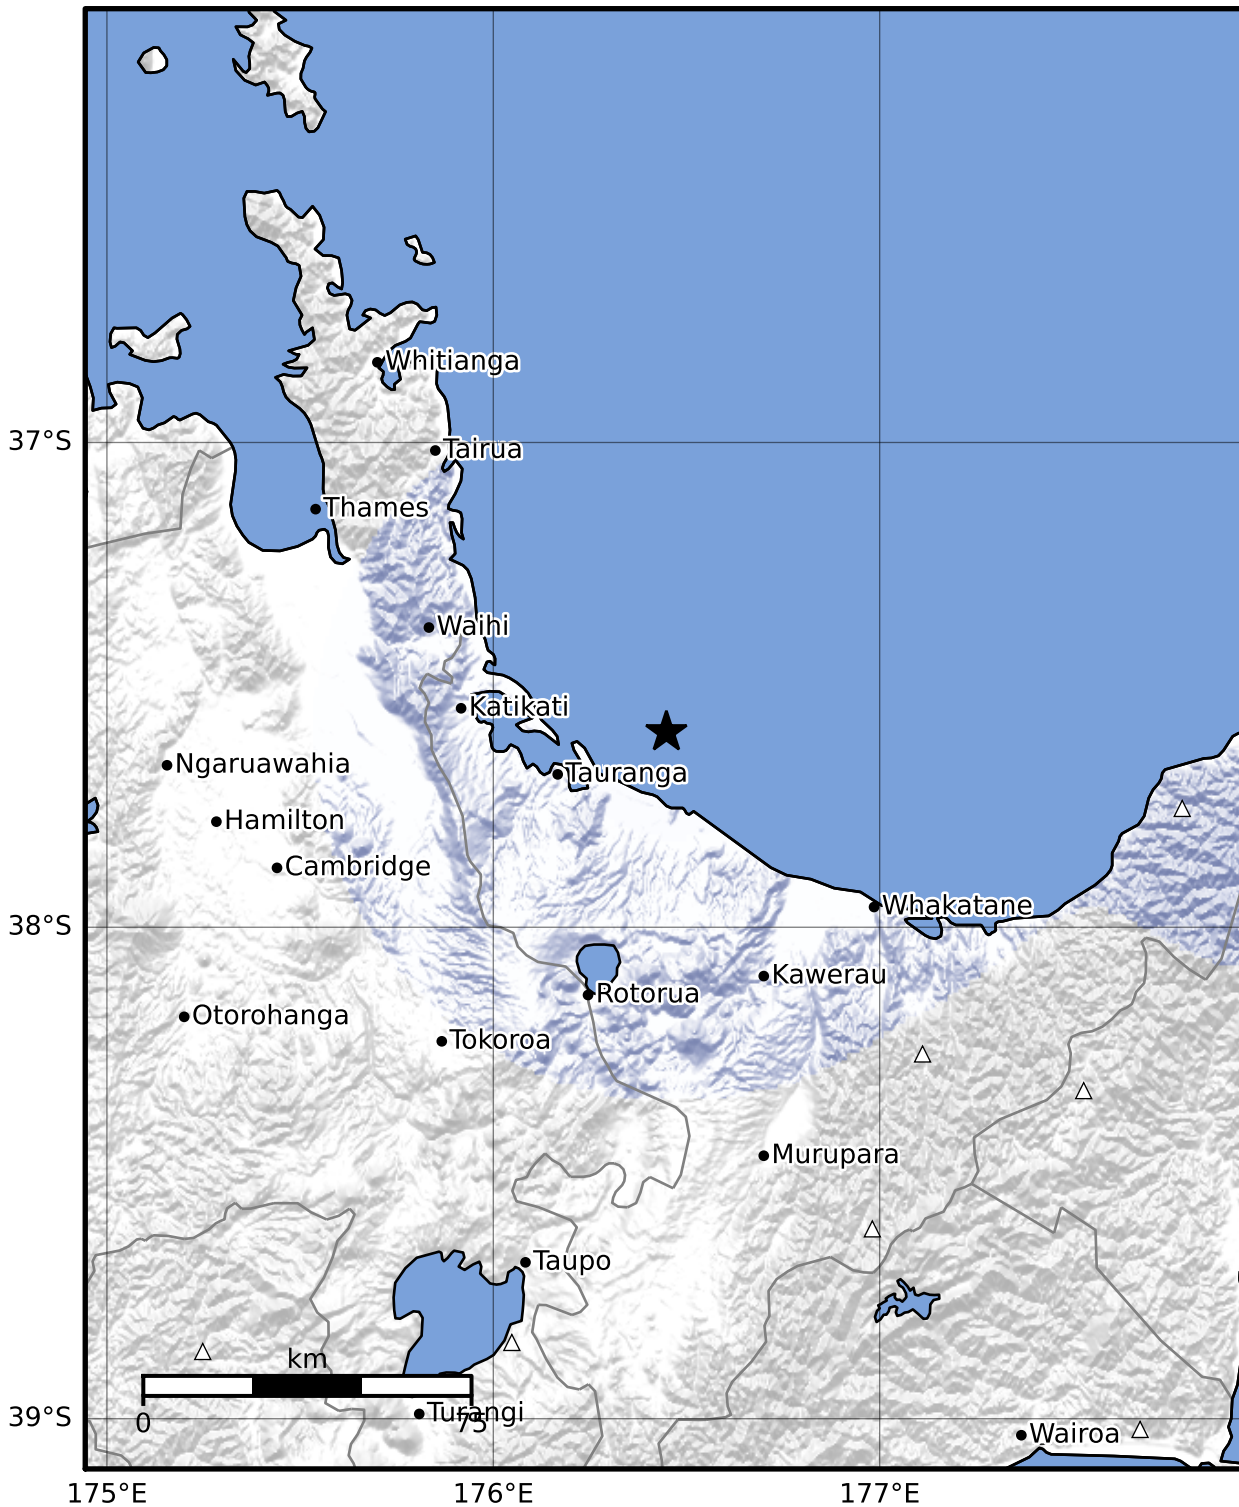 Whitianga
37°S
Tairua
Thames
Waihi
Katikati
Ngaruawahia
Tauranga
Hamilton
Cambridge
Whakatane
38°S
Kawerau
Rotorua
Otorohanga
Tokoroa
Murupara
Taupo
km
0
75
Turangi
39°S
Wairoa
175°E
176°E
177°E